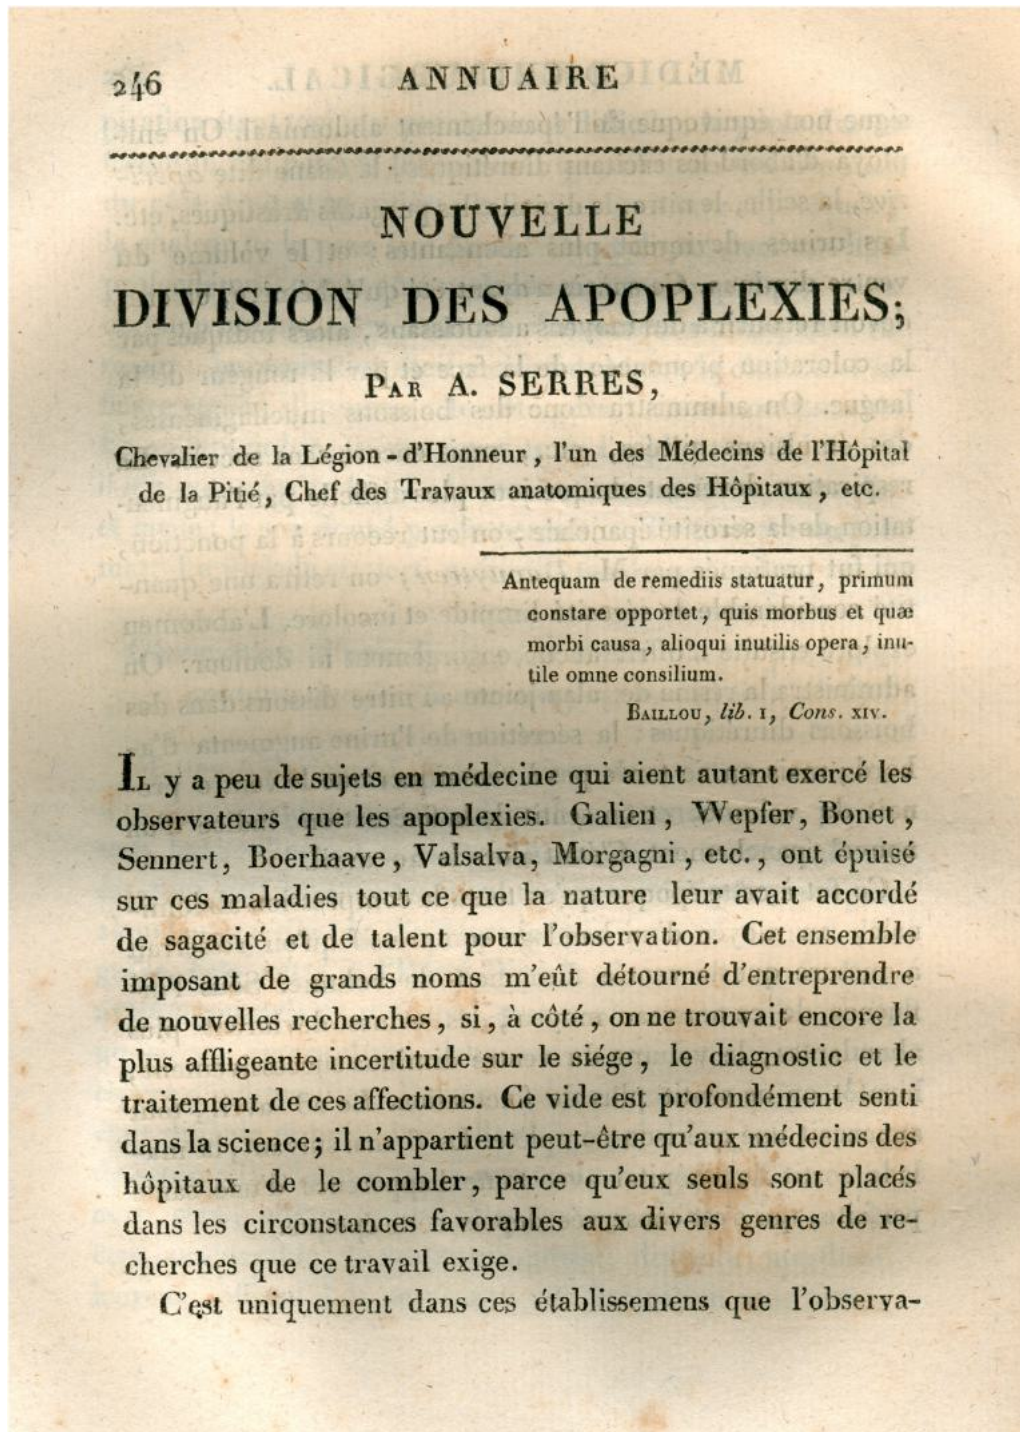 246 ANNUAIRE
NOUVELLE
DIVISION DES APOPLEXIES;
PAR A. SERRES,
Chevalier de la Légion-d'Honneur, l'un des Médecins de l'Hôpital
de la Pitié, Chef des Travaux anatomiques des Hôpitaux, etc.
Antequam de remediis statuatur, primum
constare opportet, quis morbus et quæ
morbi causa, alioqui inutilis opera, inu-
tile omne consilium.
BAILLOU, lib. I, Cons. XIV.
IL y a peu de sujets en médecine qui aient autant exercé les
observateurs que les apoplexies. Galien, Wepfer, Bonet,
Sennert, Boerhaave, Valsalva, Morgagni, etc., ont épuisé
sur ces maladies tout ce que la nature leur avait accordé
de sagacité et de talent pour l'observation. Cet ensemble
imposant de grands noms m'eût détourné d'entreprendre
de nouvelles recherches, si, à côté, on ne trouvait encore la
plus affligeante incertitude sur le siége, le diagnostic et le
traitement de ces affections. Ce vide est profondément senti
dans la science; il n'appartient peut-être qu'aux médecins des
hôpitaux de le combler, parce qu'eux seuls sont placés
dans les circonstances favorables aux divers genres de re-
cherches que ce travail exige.
C'est uniquement dans ces établissemens que l'observa-